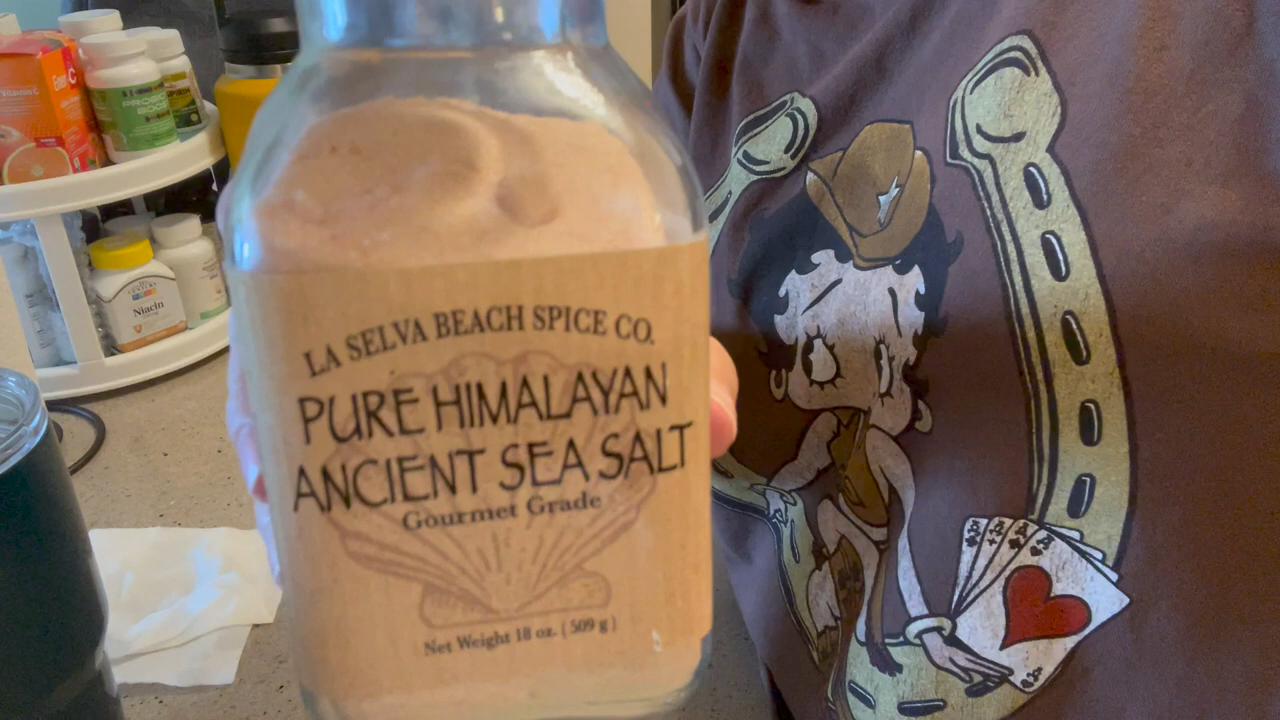 LA SELVA BEACH SPICE CO.
PURE HIMALAYAN
ANCIENT SEA SALT
Gourmet Grade
Net Weight 18 oz. ( 509 g )
Niacin